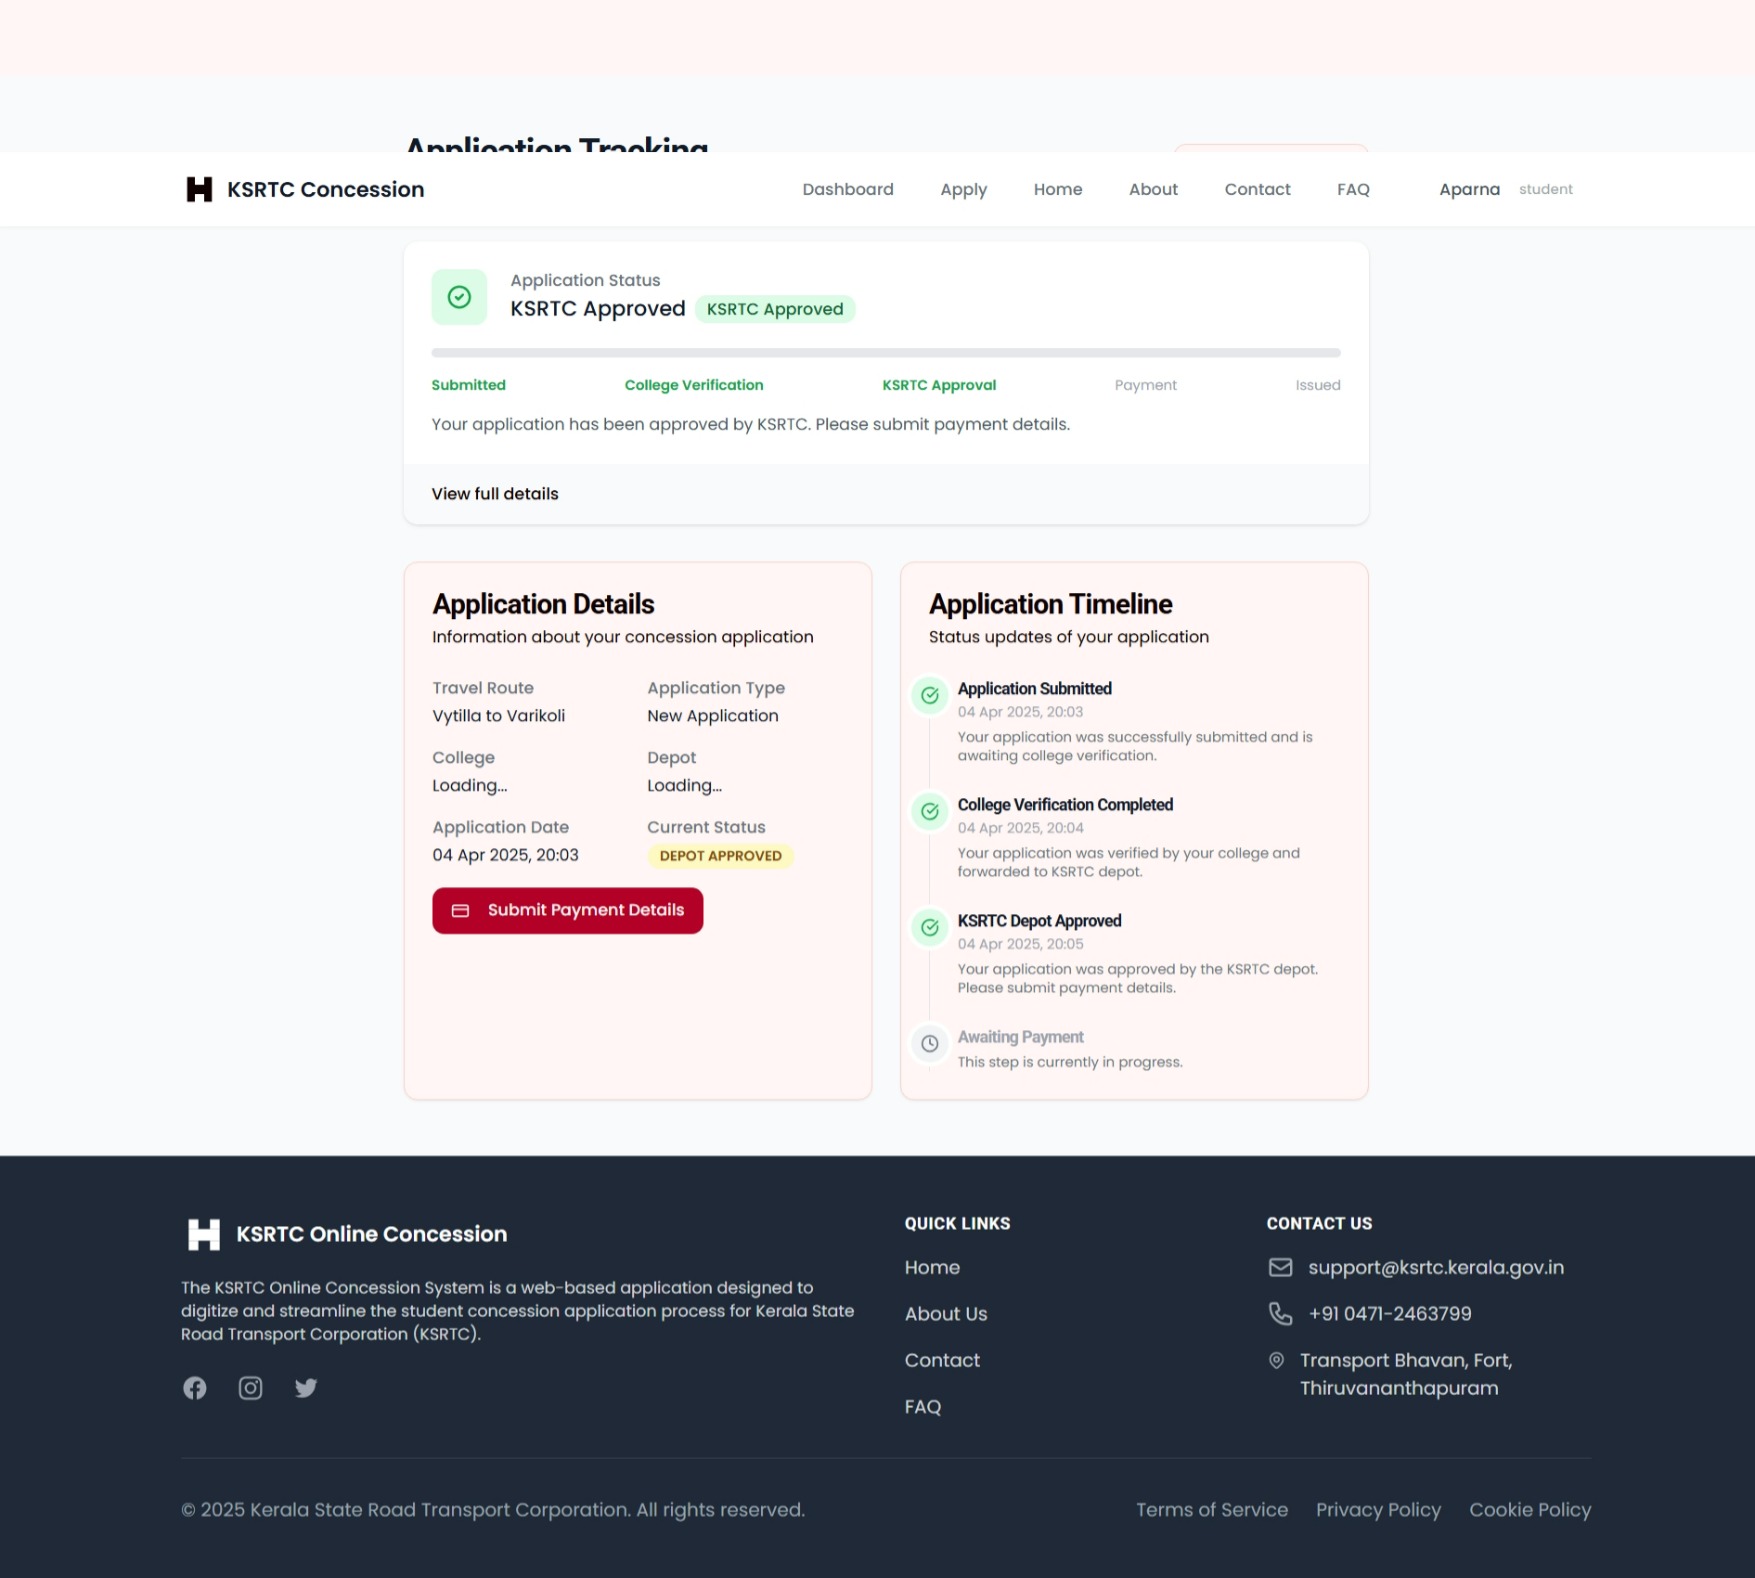 Application Tracking
KSRTC Concession
Dashboard
Apply
Home
About
Contact
FAQ
Aparna student
Application Status
KSRTC Approved KSRTC Approved
Submitted
College Verification
KSRTC Approval
Payment
Issued
Your application has been approved by KSRTC. Please submit payment details.
View full details
Application Details
Information about your concession application
Travel Route
Vytilla to Varikoli
Application Type
New Application
College
Loading...
Depot
Loading...
Application Date
04 Apr 2025, 20:03
Current Status
DEPOT APPROVED
Submit Payment Details
Application Timeline
Status updates of your application
Application Submitted
04 Apr 2025, 20:03
Your application was successfully submitted and is
awaiting college verification.
College Verification Completed
04 Apr 2025, 20:04
Your application was verified by your college and
forwarded to KSRTC depot.
KSRTC Depot Approved
04 Apr 2025, 20:05
Your application was approved by the KSRTC depot.
Please submit payment details.
Awaiting Payment
This step is currently in progress.
KSRTC Online Concession
The KSRTC Online Concession System is a web-based application designed to
digitize and streamline the student concession application process for Kerala State
Road Transport Corporation (KSRTC).
QUICK LINKS
Home
About Us
Contact
FAQ
CONTACT US
support@ksrtc.kerala.gov.in
+91 0471-2463799
Transport Bhavan, Fort,
Thiruvananthapuram
© 2025 Kerala State Road Transport Corporation. All rights reserved.
Terms of Service
Privacy Policy
Cookie Policy